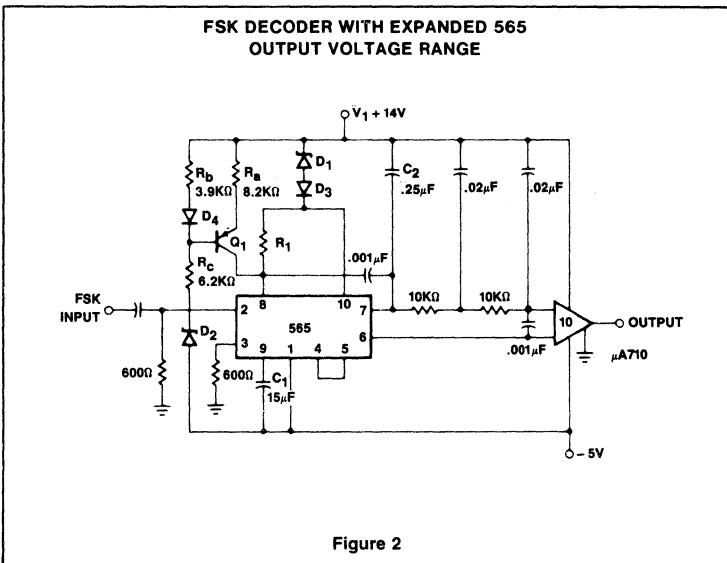 FSK DECODER WITH EXPANDED 565
OUTPUT VOLTAGE RANGE
V1 + 14V
Rb
3.9KΩ
Ra
8.2KΩ
D1
D3
C2
.25μF
.02μF
.02μF
D4
Q1
R1
.001μF
Rc
6.2KΩ
FSK
INPUT
8
10
2
7
10KΩ
10KΩ
10
OUTPUT
565
3
6
D2
9
1
4
5
.001μF
μA710
600Ω
600Ω
C1
15μF
– 5V
Figure 2